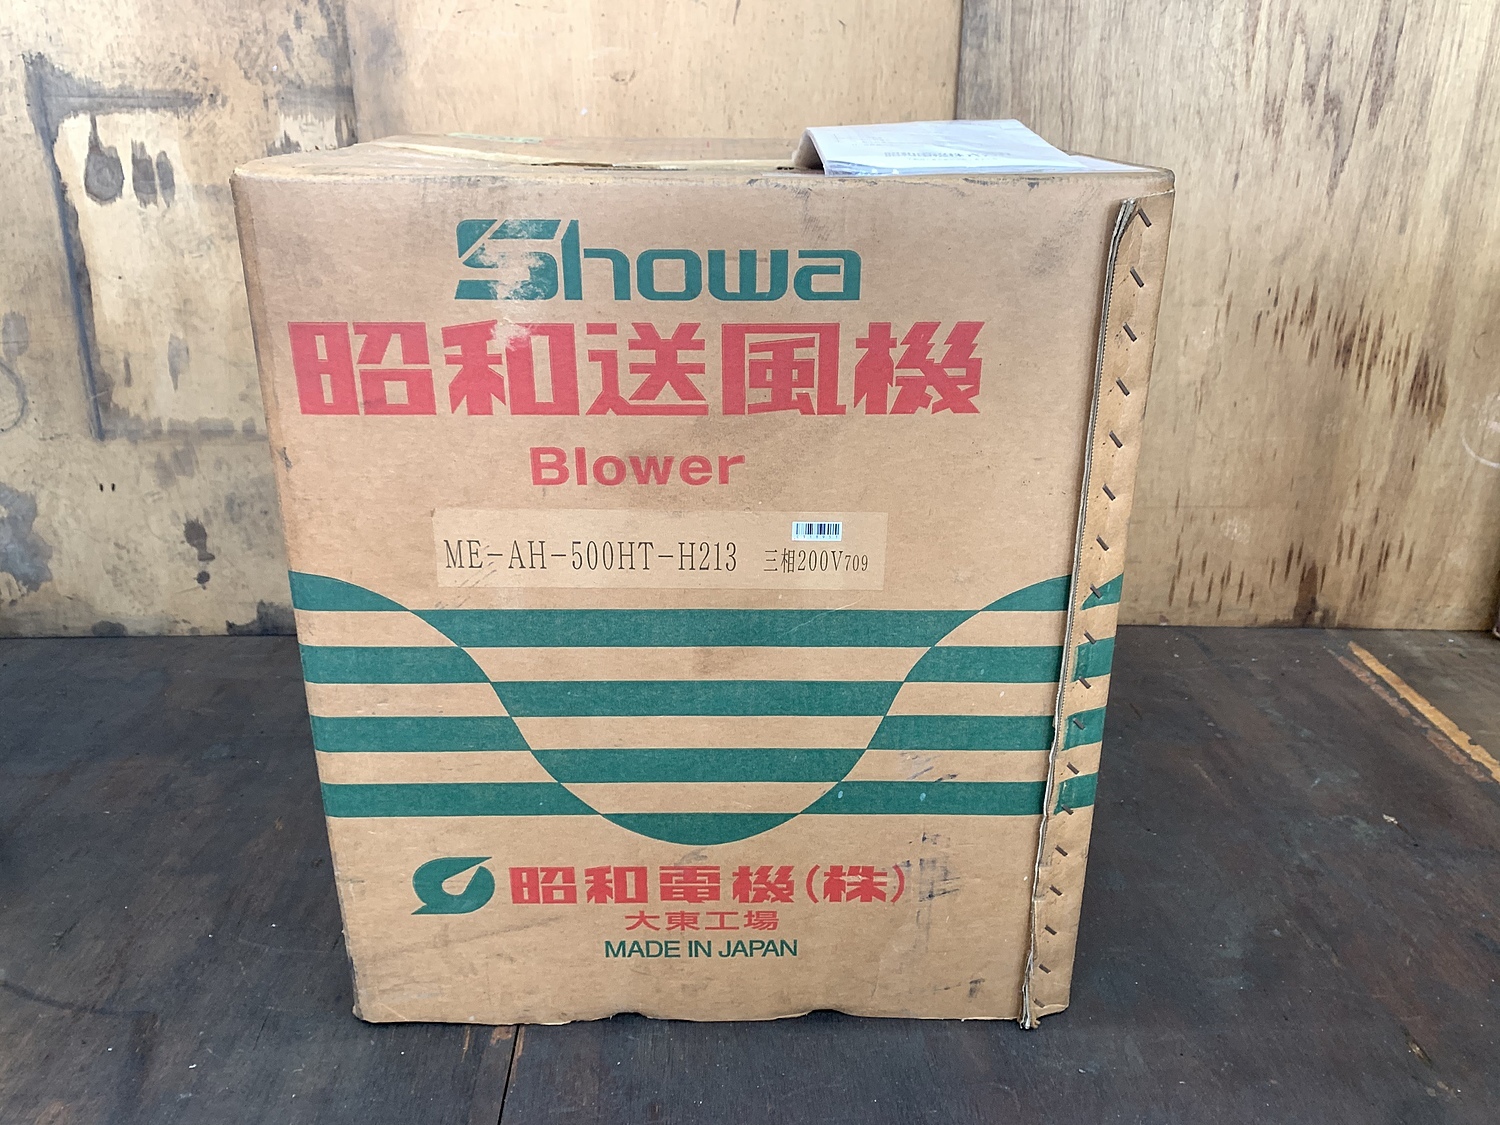 Showa
昭和送風機
Blower
ME-AH-500HT-H213 三相200V709
昭和電機(株)
大東工場
MADE IN JAPAN